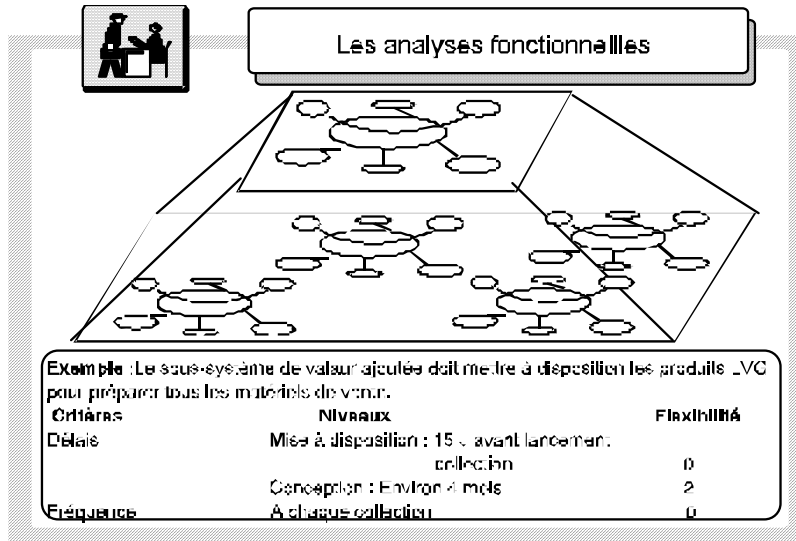 Les analyses fonctionnelles
Exemple : Le sous-système de valeur ajoutée doit mettre à disposition les produits LVC
pour préparer tous les matériels de vente.
Critères Niveaux Flexibilité
Délais Mise à disposition : 15 avant lancement
collection 0
Conception : Environ 4 mois 2
Fréquence A chaque collection 0